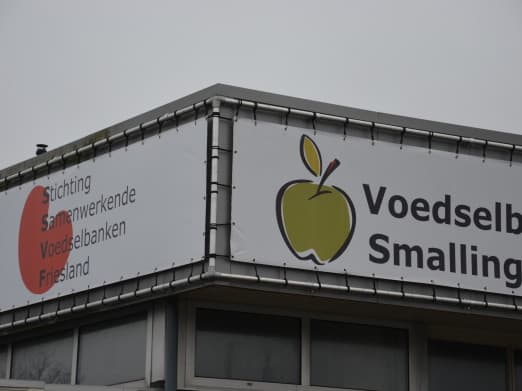 Stichting
Samenwerkende
Voedselbanken
Friesland
Voedselb
Smalling